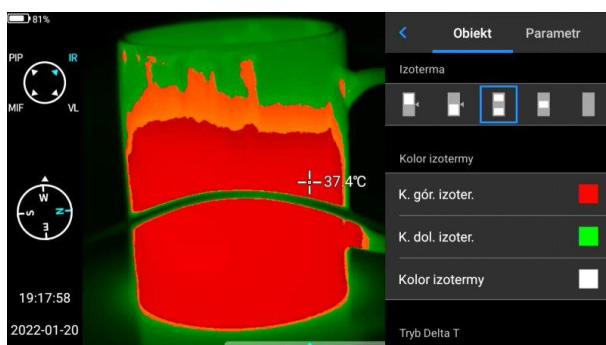 81%
PIP IR
MIF VL
W
S N
E
19:17:58
2022-01-20
37.4°C
Obiekt Parametr
Izoterma
Kolor izotermy
K. gór. izoter.
K. dol. izoter.
Kolor izotermy
Tryb Delta T